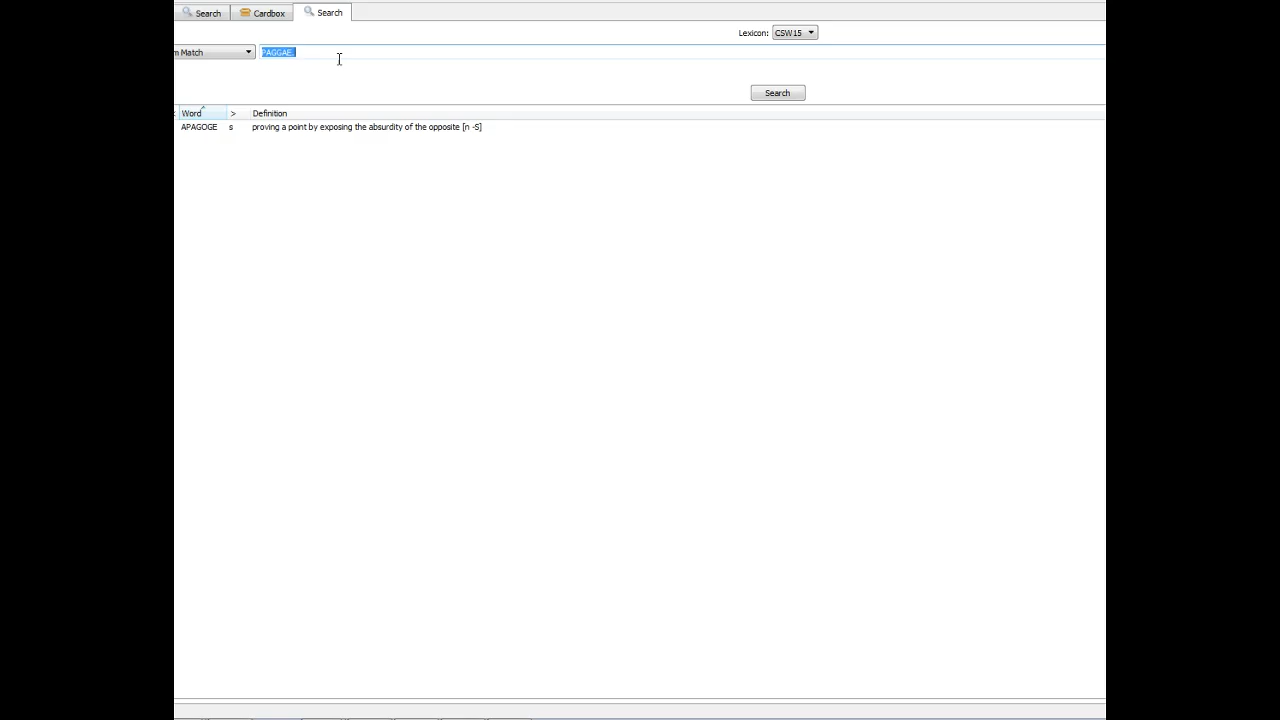 Search Cardbox Search
Lexicon: CSW15
m Match PAGGAE.
Search
Word > Definition
APAGOGE s proving a point by exposing the absurdity of the opposite [n -S]